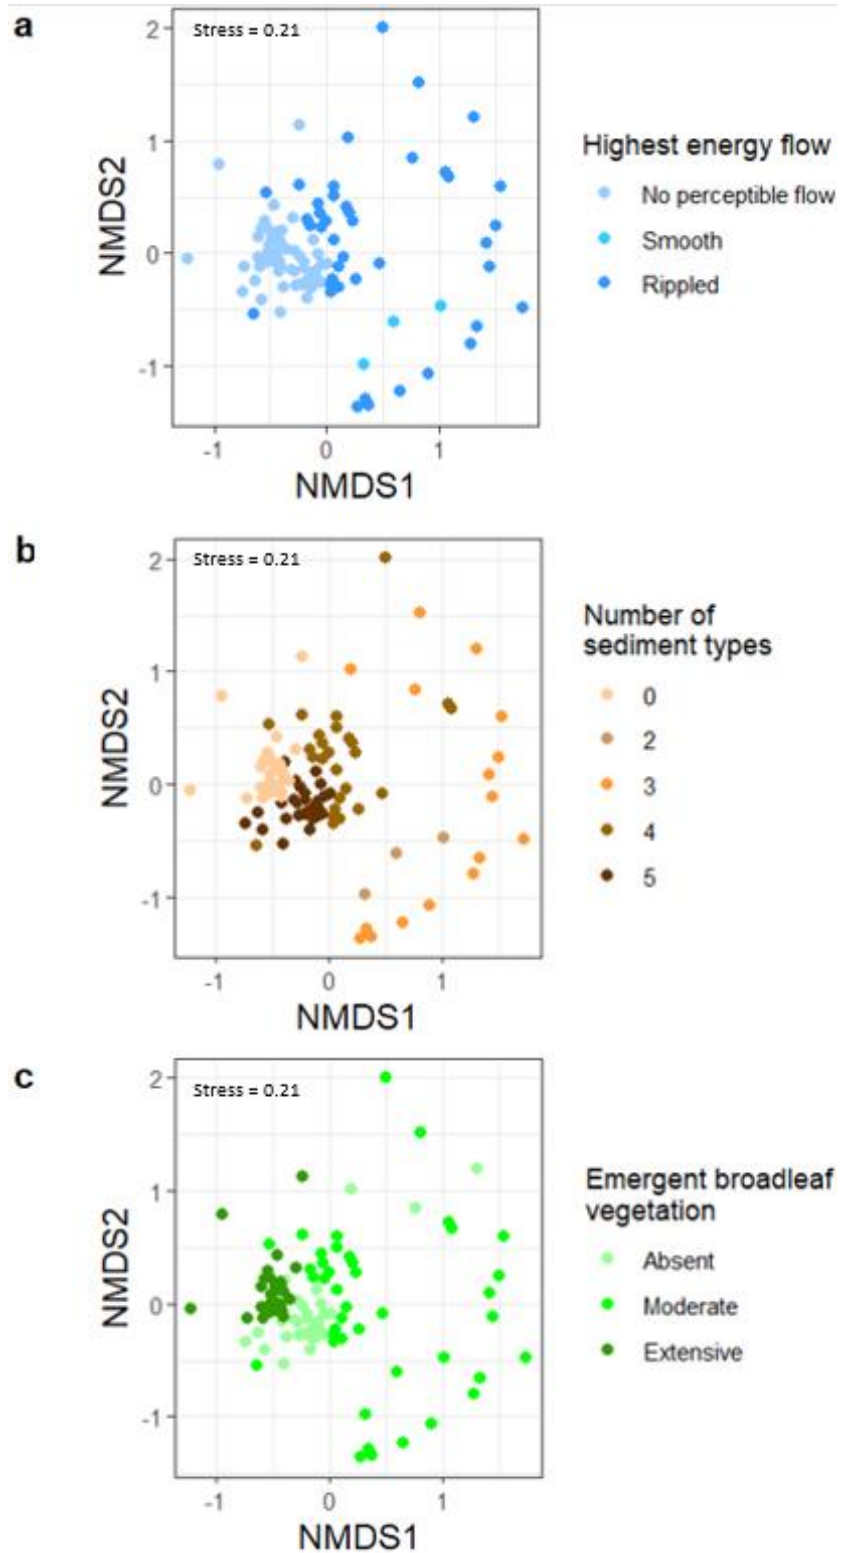 a
Stress = 0.21
2
1
0
-1
NMDS2
-1 0 1
NMDS1
Highest energy flow
No perceptible flow
Smooth
Rippled
b
Stress = 0.21
2
1
0
-1
NMDS2
-1 0 1
NMDS1
Number of
sediment types
0
2
3
4
5
c
Stress = 0.21
2
1
0
-1
NMDS2
-1 0 1
NMDS1
Emergent broadleaf
vegetation
Absent
Moderate
Extensive